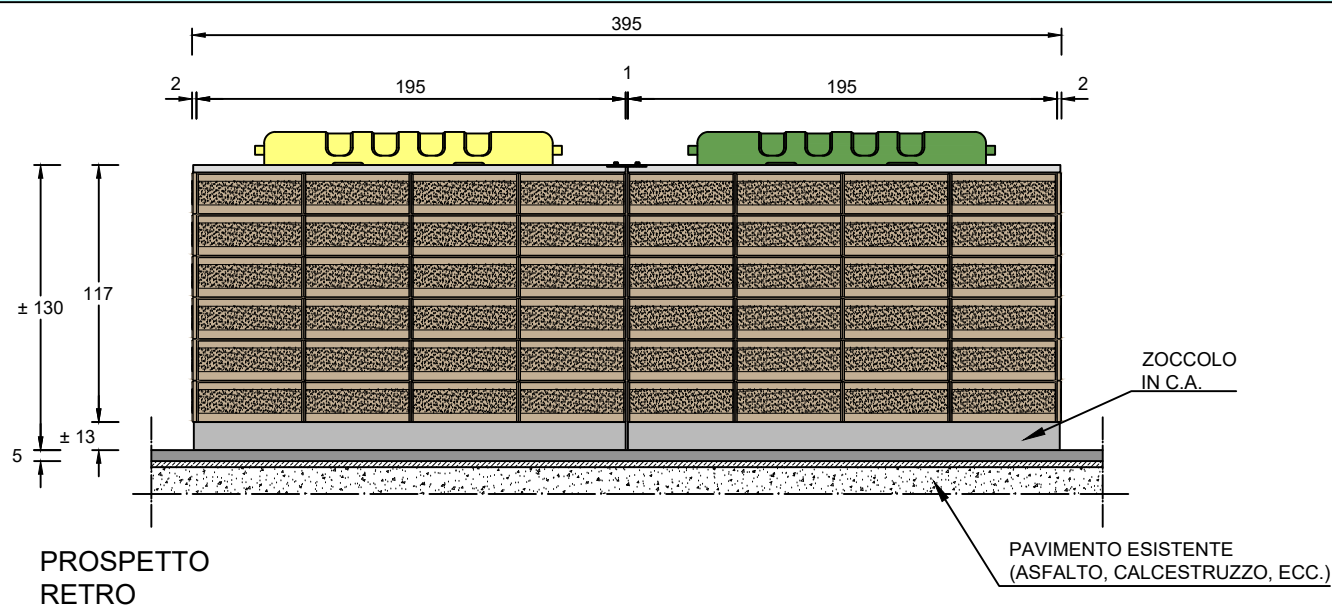 395
2
195
1
195
2
± 130
117
ZOCCOLO
IN C.A.
± 13
5
PROSPETTO
RETRO
PAVIMENTO ESISTENTE
(ASFALTO, CALCESTRUZZO, ECC.)